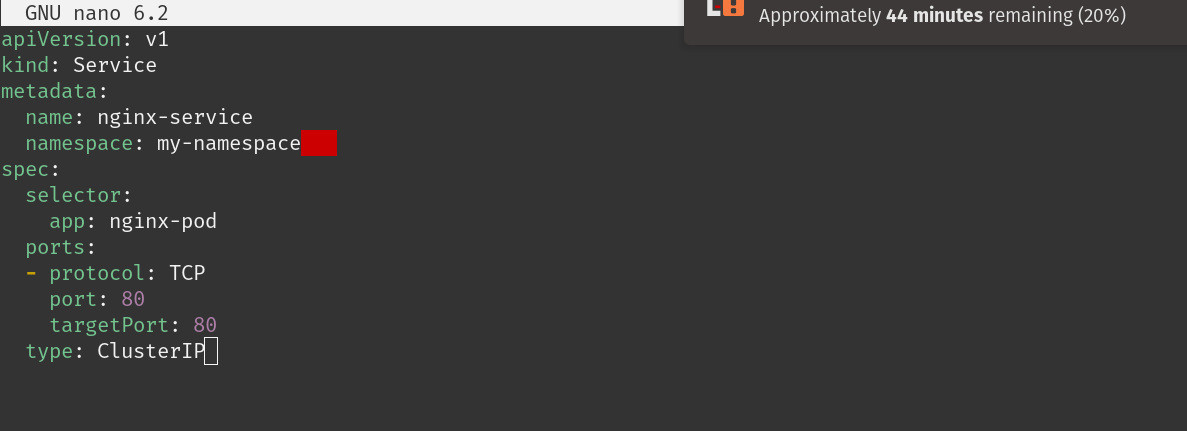 GNU nano 6.2
Approximately 44 minutes remaining (20%)
apiVersion: v1
kind: Service
metadata:
  name: nginx-service
  namespace: my-namespace
spec:
  selector:
    app: nginx-pod
  ports:
  - protocol: TCP
    port: 80
    targetPort: 80
  type: ClusterIP